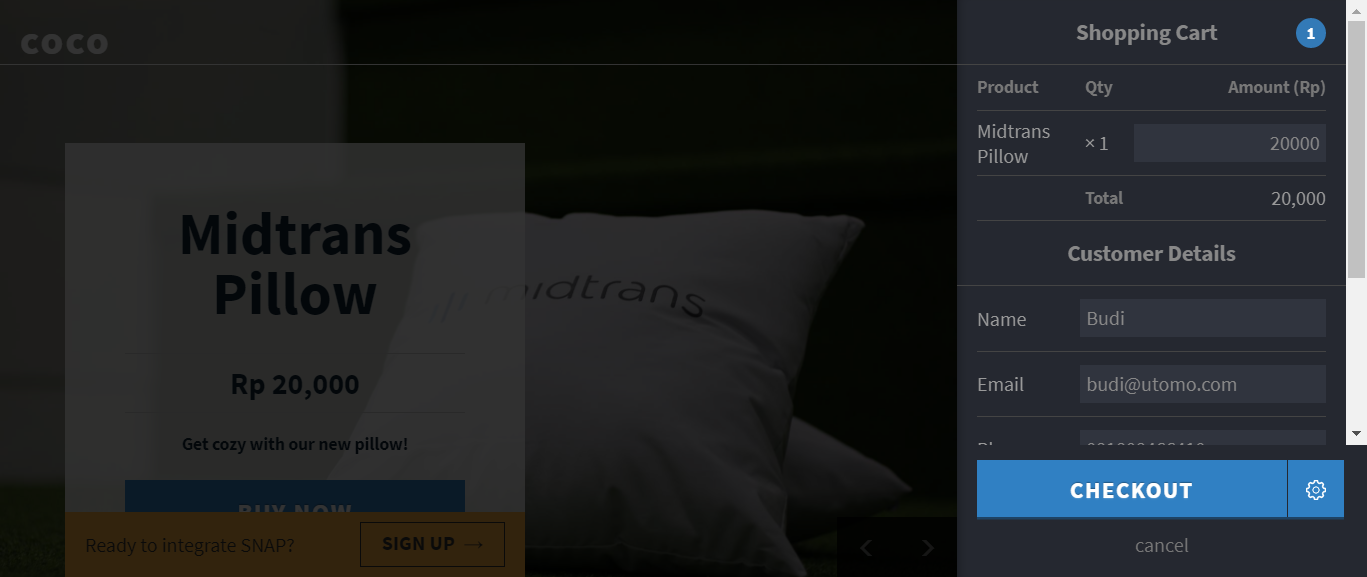 COCO
Midtrans
Pillow
Rp 20,000
Get cozy with our new pillow!
BUY NOW
Ready to integrate SNAP?
SIGN UP →
midtrans
Shopping Cart 1
Product Qty Amount (Rp)
Midtrans
Pillow × 1 20000
Total 20,000
Customer Details
Name Budi
Email budi@utomo.com
CHECKOUT
cancel